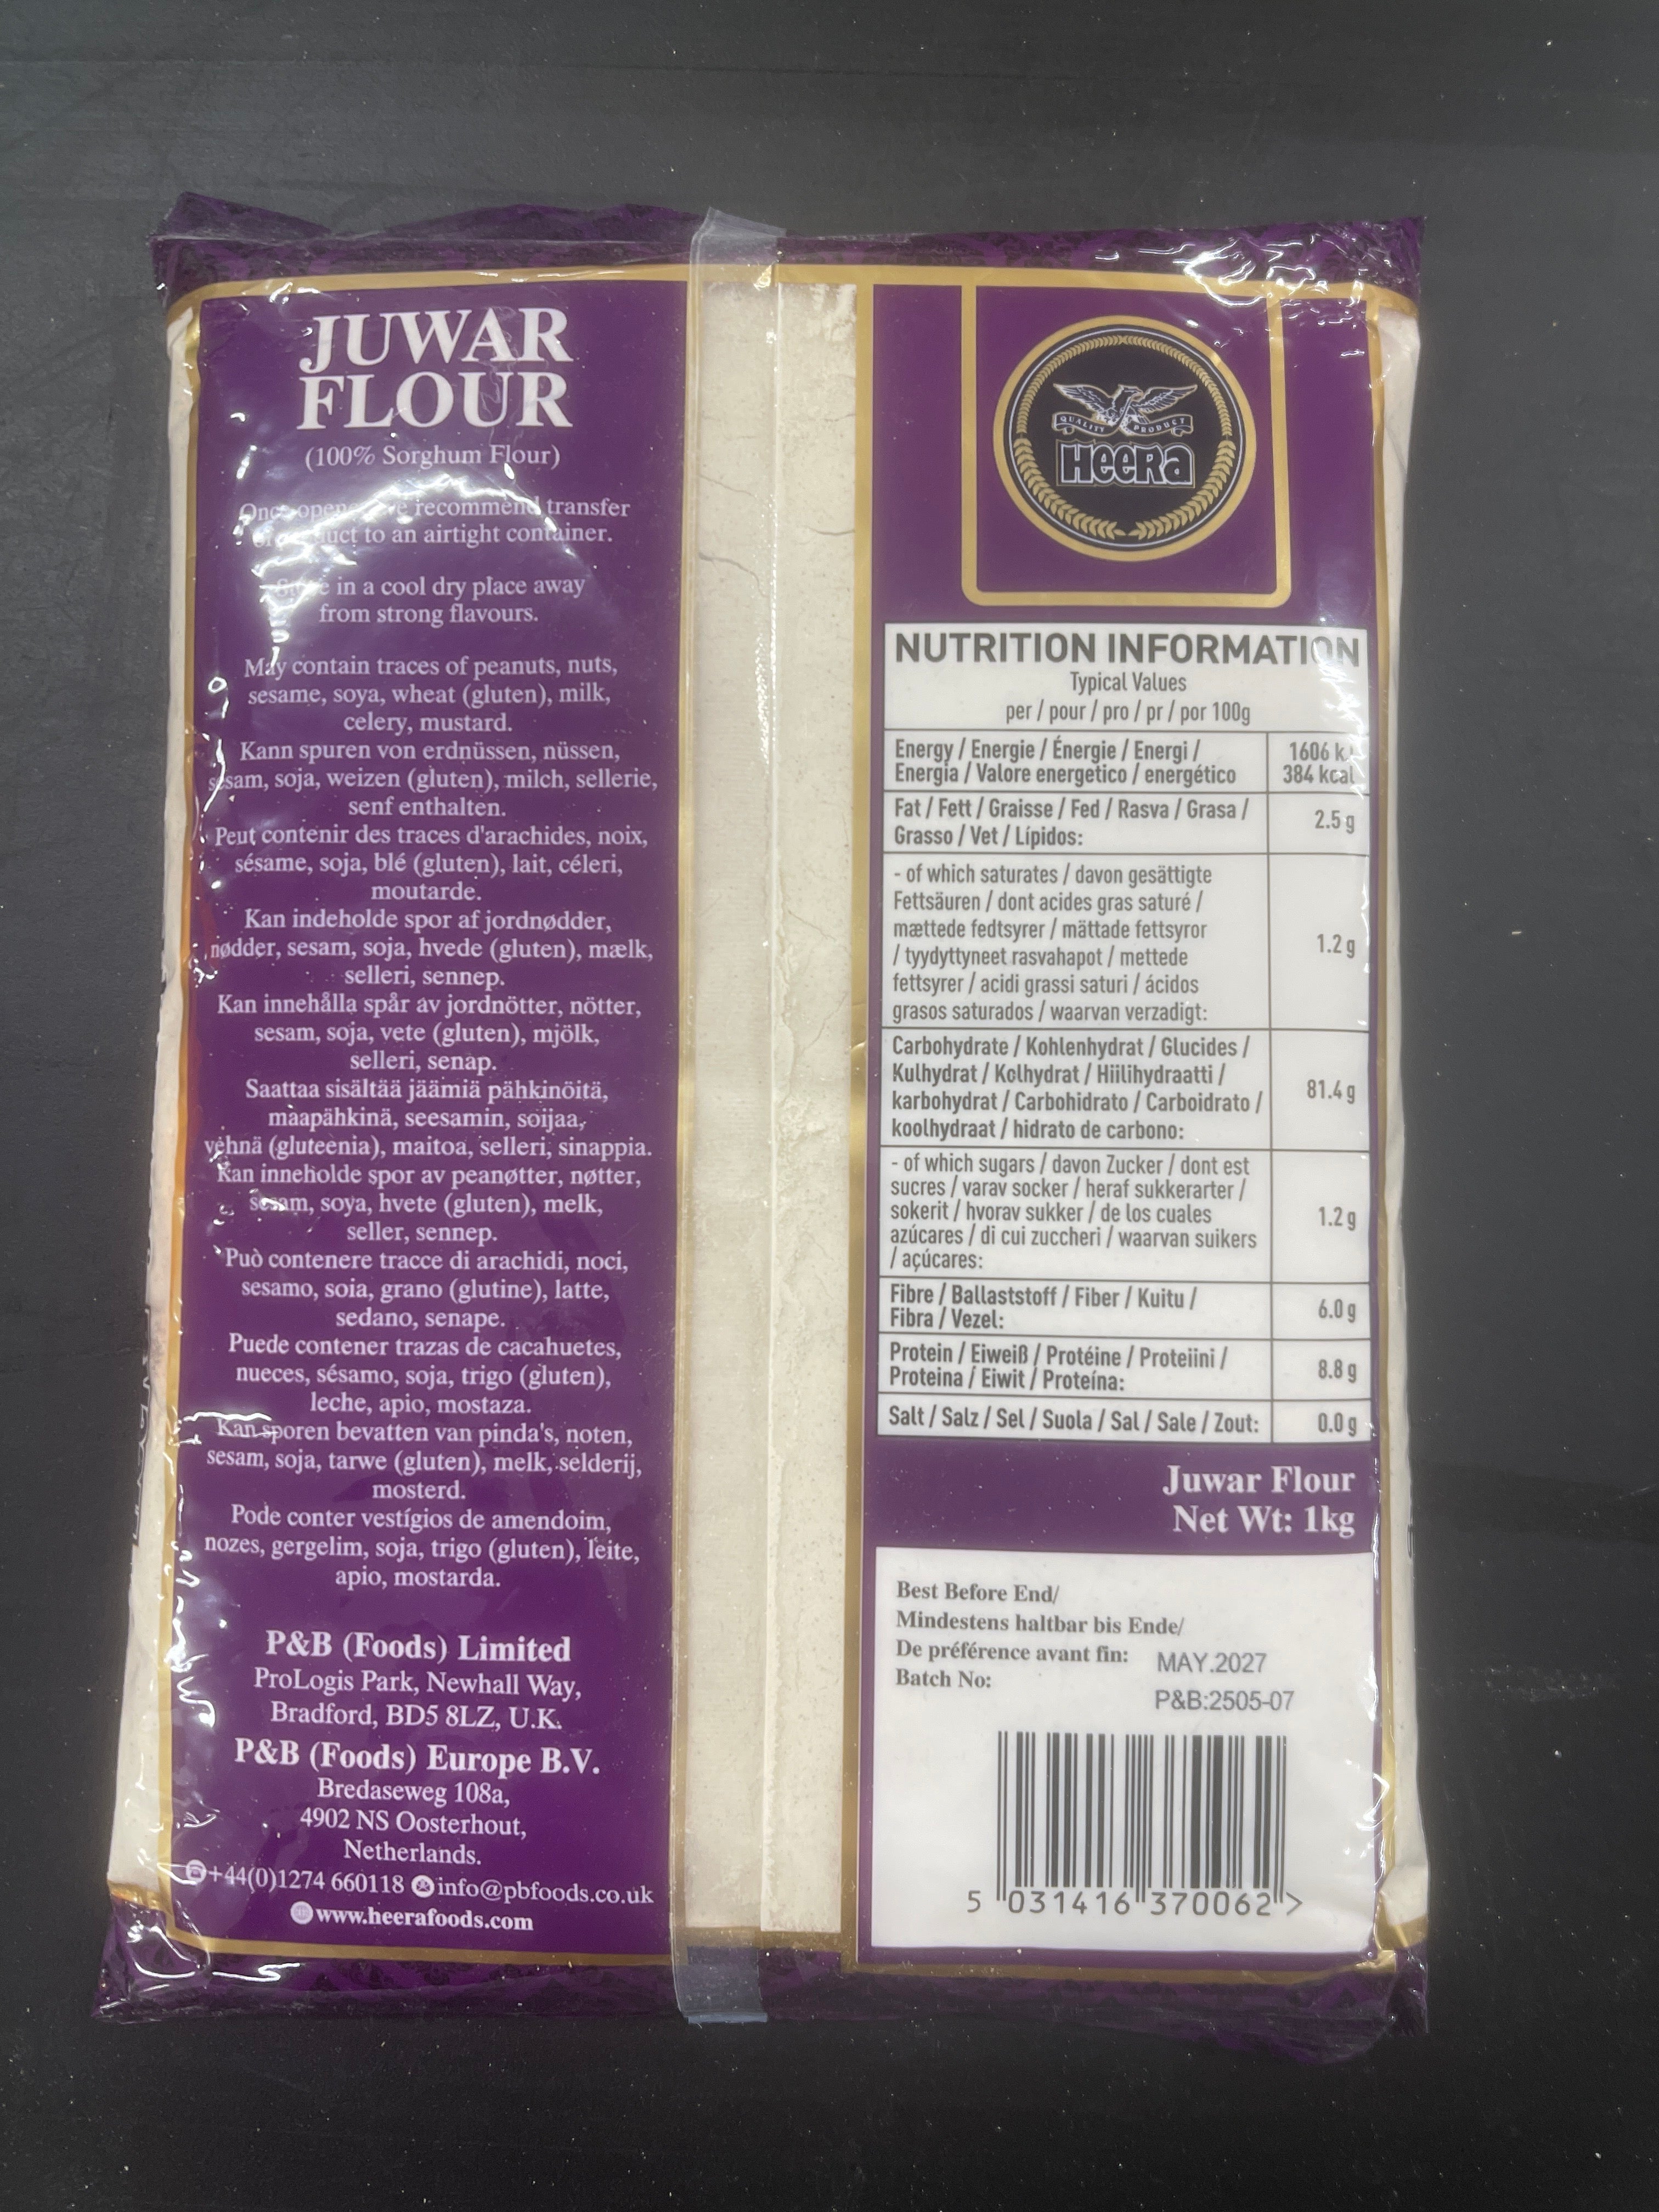 JUWAR
FLOUR
(100% Sorghum Flour)
Once recommend transfer
to an airtight container.
Store in a cool dry place away
from strong flavours.
May contain traces of peanuts, nuts,
sesame, soya, wheat (gluten), milk,
celery, mustard.
Kann spuren von erdnüssen, nüssen,
sesam, soja, weizen (gluten), milch, sellerie,
senf enthalten.
Peut contenir des traces d'arachides, noix,
sésame, soja, blé (gluten), lait, céleri,
moutarde.
Kan indeholde spor af jordnødder,
nødder, sesam, soja, hvede (gluten), mælk,
selleri, sennep.
Kan innehålla spår av jordnötter, nötter,
sesam, soja, vete (gluten), mjölk,
selleri, senap.
Saattaa sisältää jäämiä pähkinöitä,
maapähkinä, seesamin, soijaa,
vehnä (gluteenia), maitoa, selleri, sinappia.
Kan inneholde spor av peanøtter, nøtter,
sesam, soya, hvete (gluten), melk,
seller, sennep.
Può contenere tracce di arachidi, noci,
sesamo, soia, grano (glutine), latte,
sedano, senape.
Puede contener trazas de cacahuetes,
nueces, sésamo, soja, trigo (gluten),
leche, apio, mostaza.
Kan sporen bevatten van pinda's, noten,
sesam, soja, tarwe (gluten), melk, selderij,
mosterd.
Pode conter vestígios de amendoim,
nozes, gergelim, soja, trigo (gluten), leite,
apio, mostarda.
P&B (Foods) Limited
ProLogis Park, Newhall Way,
Bradford, BD5 8LZ, U.K.
P&B (Foods) Europe B.V.
Bredaseweg 108a,
4902 NS Oosterhout,
Netherlands.
+44(0)1274 660118 info@pbfoods.co.uk
www.heerafoods.com
QUALITY PRODUCT
HEERA
NUTRITION INFORMATION
Typical Values
per / pour / pro / pr / por 100g
Energy / Energie / Énergie / Energi / 1606 kJ
Energia / Valore energetico / energético 384 kcal
Fat / Fett / Graisse / Fed / Rasva / Grasa /
Grasso / Vet / Lípidos: 2.5 g
- of which saturates / davon gesättigte
Fettsäuren / dont acides gras saturé /
mættede fedtsyrer / mättade fettsyror
/ tyydyttyneet rasvahapot / mettede
fettsyrer / acidi grassi saturi / ácidos
grasos saturados / waarvan verzadigt: 1.2 g
Carbohydrate / Kohlenhydrat / Glucides /
Kulhydrat / Kolhydrat / Hiilihydraatti /
karbohydrat / Carbohidrato / Carboidrato /
koolhydraat / hidrato de carbono: 81.4 g
- of which sugars / davon Zucker / dont est
sucres / varav socker / heraf sukkerarter /
sokerit / hvorav sukker / de los cuales
azúcares / di cui zuccheri / waarvan suikers
/ açúcares: 1.2 g
Fibre / Ballaststoff / Fiber / Kuitu /
Fibra / Vezel: 6.0 g
Protein / Eiweiß / Protéine / Proteiini /
Proteina / Eiwit / Proteína: 8.8 g
Salt / Salz / Sel / Suola / Sal / Sale / Zout: 0.0 g
Juwar Flour
Net Wt: 1kg
Best Before End/
Mindestens haltbar bis Ende/
De préférence avant fin: MAY.2027
Batch No: P&B:2505-07
5 031416 370062 >